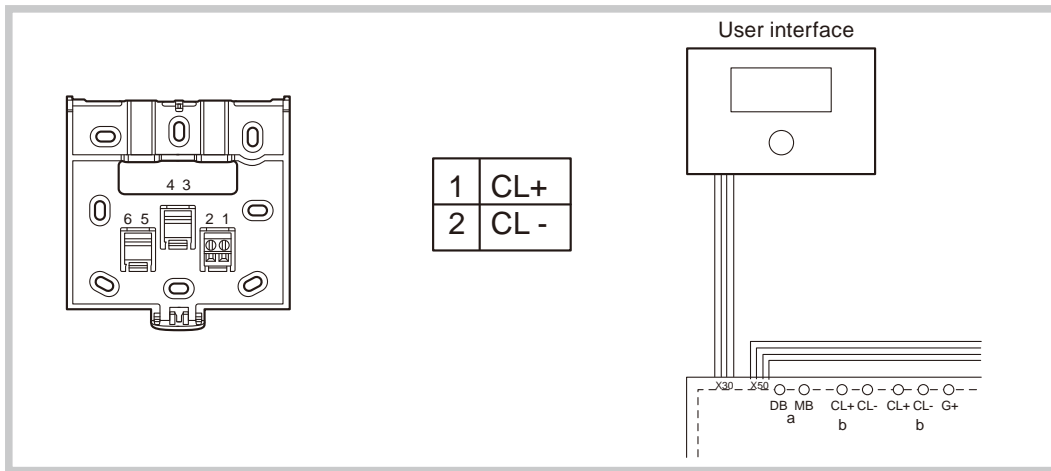 User interface
4 3
6 5
2 1
1 CL+
2 CL -
X30 X50
DB MB CL+ CL- CL+ CL- G+
a b b